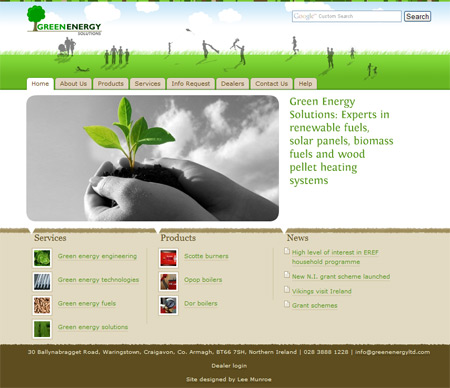 GREENENERGY
SOLUTIONS
Google™ Custom Search
Search
Home
About Us
Products
Services
Info Request
Dealers
Contact Us
Help
Green Energy
Solutions: Experts in
renewable fuels,
solar panels, biomass
fuels and wood
pellet heating
systems
Services
Green energy engineering
Green energy technologies
Green energy fuels
Green energy solutions
Products
Scotte burners
Opop boilers
Dor boilers
News
High level of interest in EREF
household programme
New N.I. grant scheme launched
Vikings visit Ireland
Grant schemes
30 Ballynabragget Road, Waringstown, Craigavon, Co. Armagh, BT66 7SH, Northern Ireland | 028 3888 1228 | info@greenenergyltd.com
Dealer login
Site designed by Lee Munroe